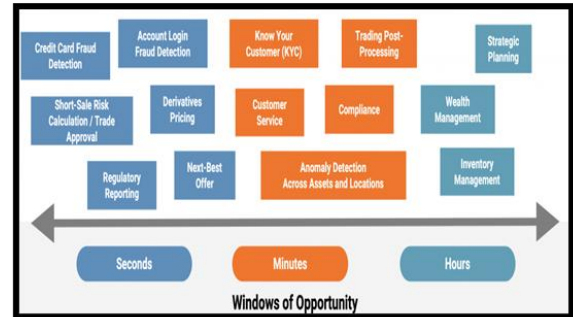 Credit Card Fraud
Detection
Account Login
Fraud Detection
Know Your
Customer (KYC)
Trading Post-
Processing
Strategic
Planning
Short-Sale Risk
Calculation / Trade
Approval
Derivatives
Pricing
Customer
Service
Compliance
Wealth
Management
Regulatory
Reporting
Next-Best
Offer
Anomaly Detection
Across Assets and Locations
Inventory
Management
Seconds
Minutes
Hours
Windows of Opportunity